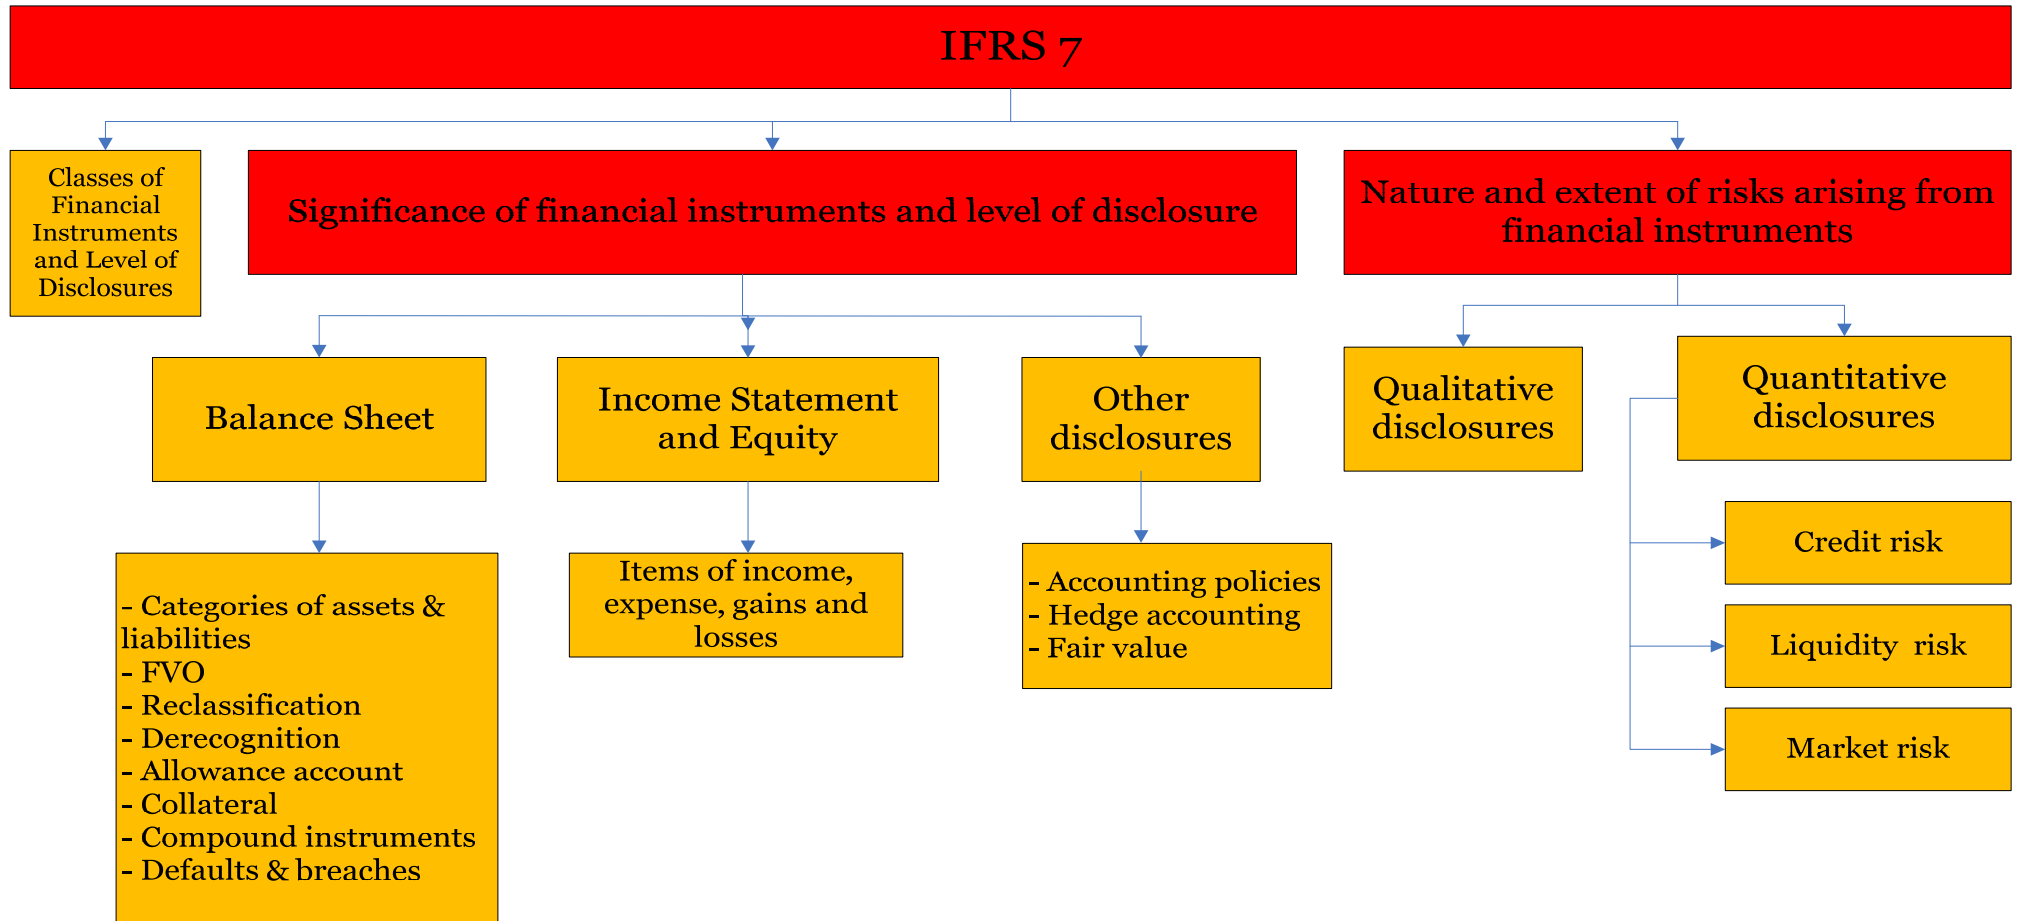 IFRS 7
Classes of
Financial
Instruments
and Level of
Disclosures
Significance of financial instruments and level of disclosure
Nature and extent of risks arising from
financial instruments
Balance Sheet
Income Statement
and Equity
Other
disclosures
Qualitative
disclosures
Quantitative
disclosures
- Categories of assets &
liabilities
- FVO
- Reclassification
- Derecognition
- Allowance account
- Collateral
- Compound instruments
- Defaults & breaches
Items of income,
expense, gains and
losses
- Accounting policies
- Hedge accounting
- Fair value
Credit risk
Liquidity  risk
Market risk